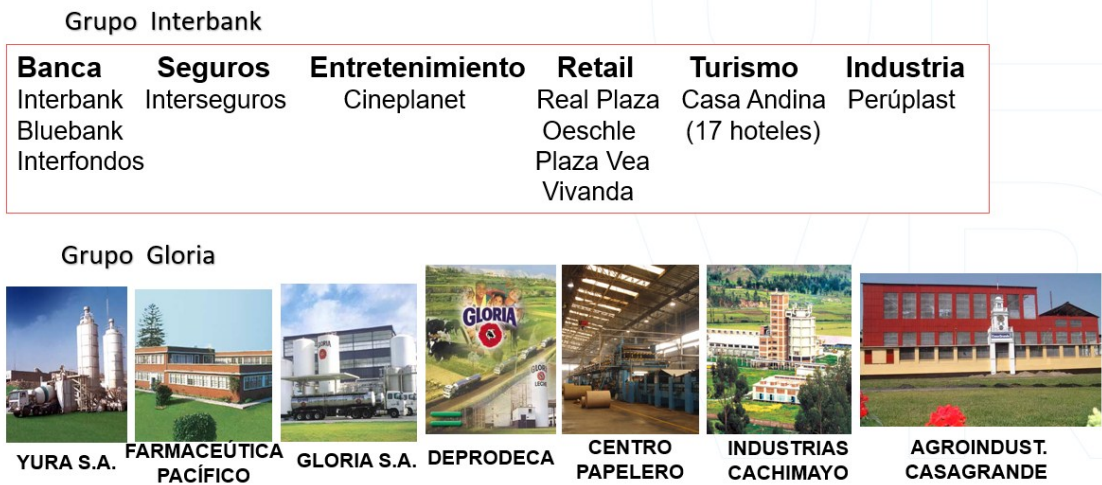 Grupo Interbank
Banca Seguros Entretenimiento Retail Turismo Industria
Interbank Interseguros Cineplanet Real Plaza Casa Andina Perúplast
Bluebank Oeschle (17 hoteles)
Interfondos Plaza Vea
Vivanda
Grupo Gloria
GLORIA
GLORIA
YURA S.A. FARMACEÚTICA PACÍFICO GLORIA S.A. DEPRODECA CENTRO PAPELERO INDUSTRIAS CACHIMAYO AGROINDUST. CASAGRANDE